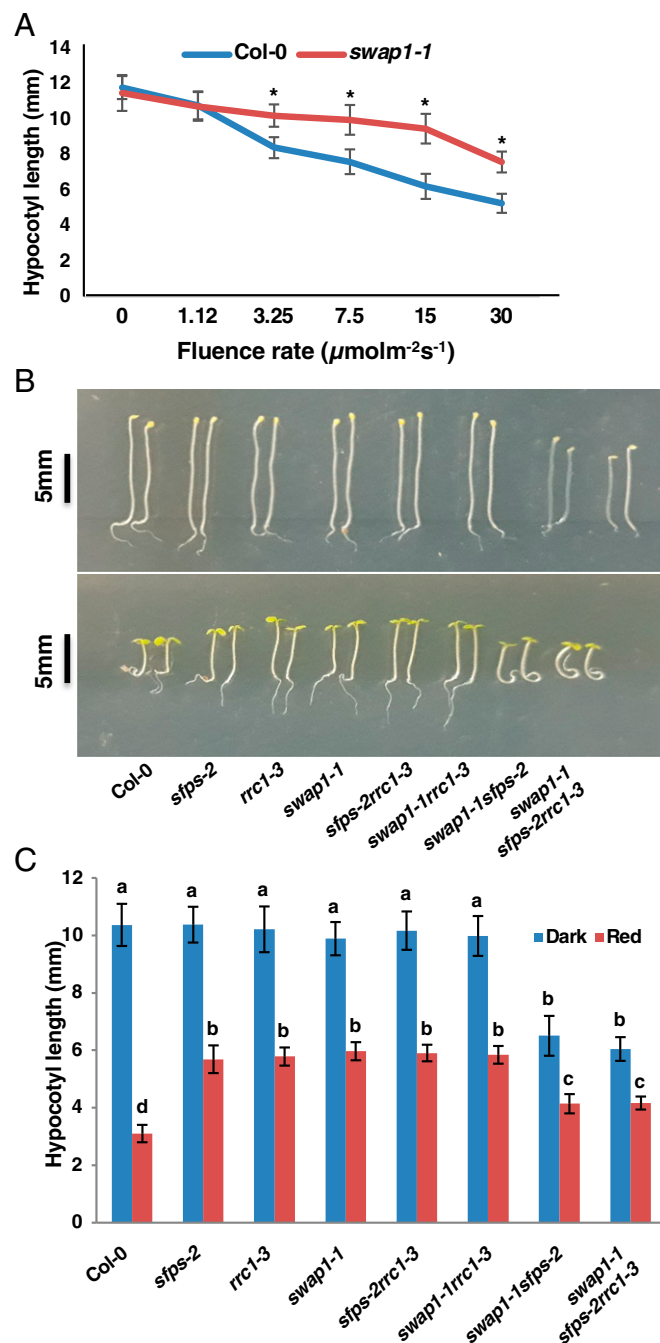 A
Col-0 swap1-1
14
12
10
8
6
4
2
0
Hypocotyl length (mm)
* * * *
0 1.12 3.25 7.5 15 30
Fluence rate (µmolm-2s-1)
B
5mm
5mm
Col-0
sfps-2
rrc1-3
swap1-1
sfps-2rrc1-3
swap1-1rrc1-3
swap1-1sfps-2
swap1-1
sfps-2rrc1-3
C
12
10
8
6
4
2
0
Hypocotyl length (mm)
Dark Red
a a a a a a b b
d b b b b b c c
Col-0
sfps-2
rrc1-3
swap1-1
sfps-2rrc1-3
swap1-1rrc1-3
swap1-1sfps-2
swap1-1
sfps-2rrc1-3